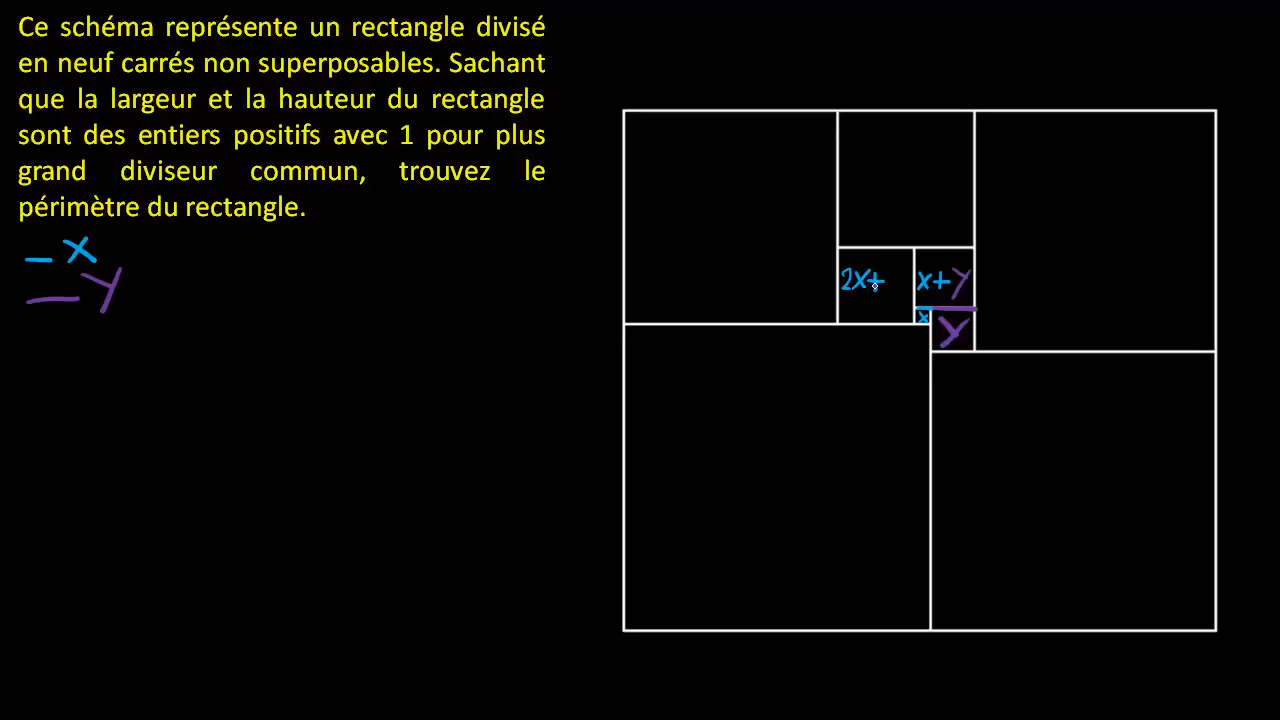 Ce schéma représente un rectangle divisé
en neuf carrés non superposables. Sachant
que la largeur et la hauteur du rectangle
sont des entiers positifs avec 1 pour plus
grand diviseur commun, trouvez le
périmètre du rectangle.
— x
— y
2x+
x+y
x
y